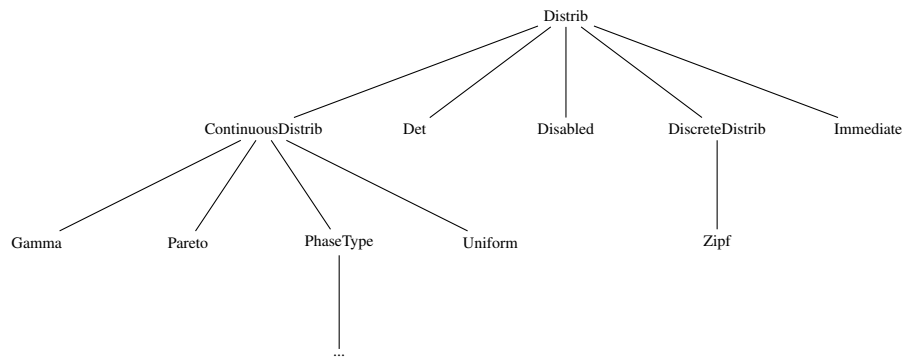 Distrib
ContinuousDistrib Det Disabled DiscreteDistrib Immediate
Gamma Pareto PhaseType Uniform Zipf
...